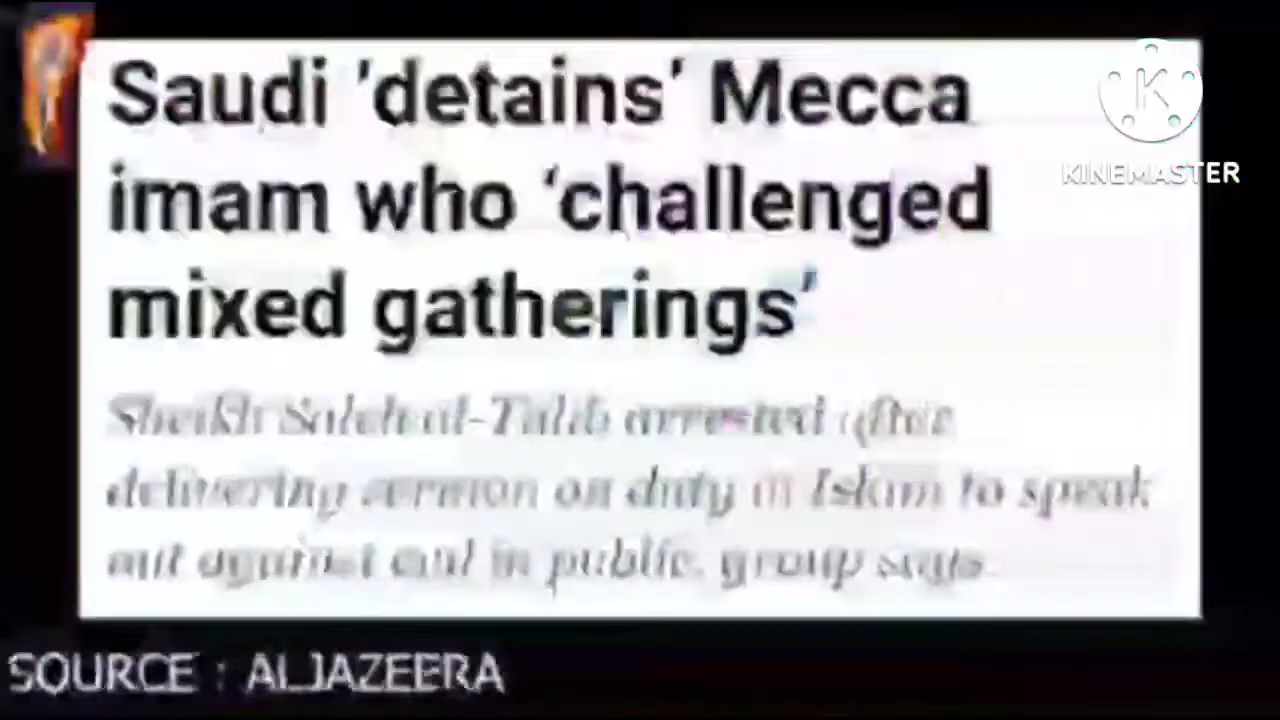 Saudi 'detains' Mecca
imam who ‘challenged
mixed gatherings’
Sheikh Saleh al-Talib arrested after
delivering sermon on duty in Islam to speak
out against evil in public, group says.
KINEMASTER
SOURCE : ALJAZEERA